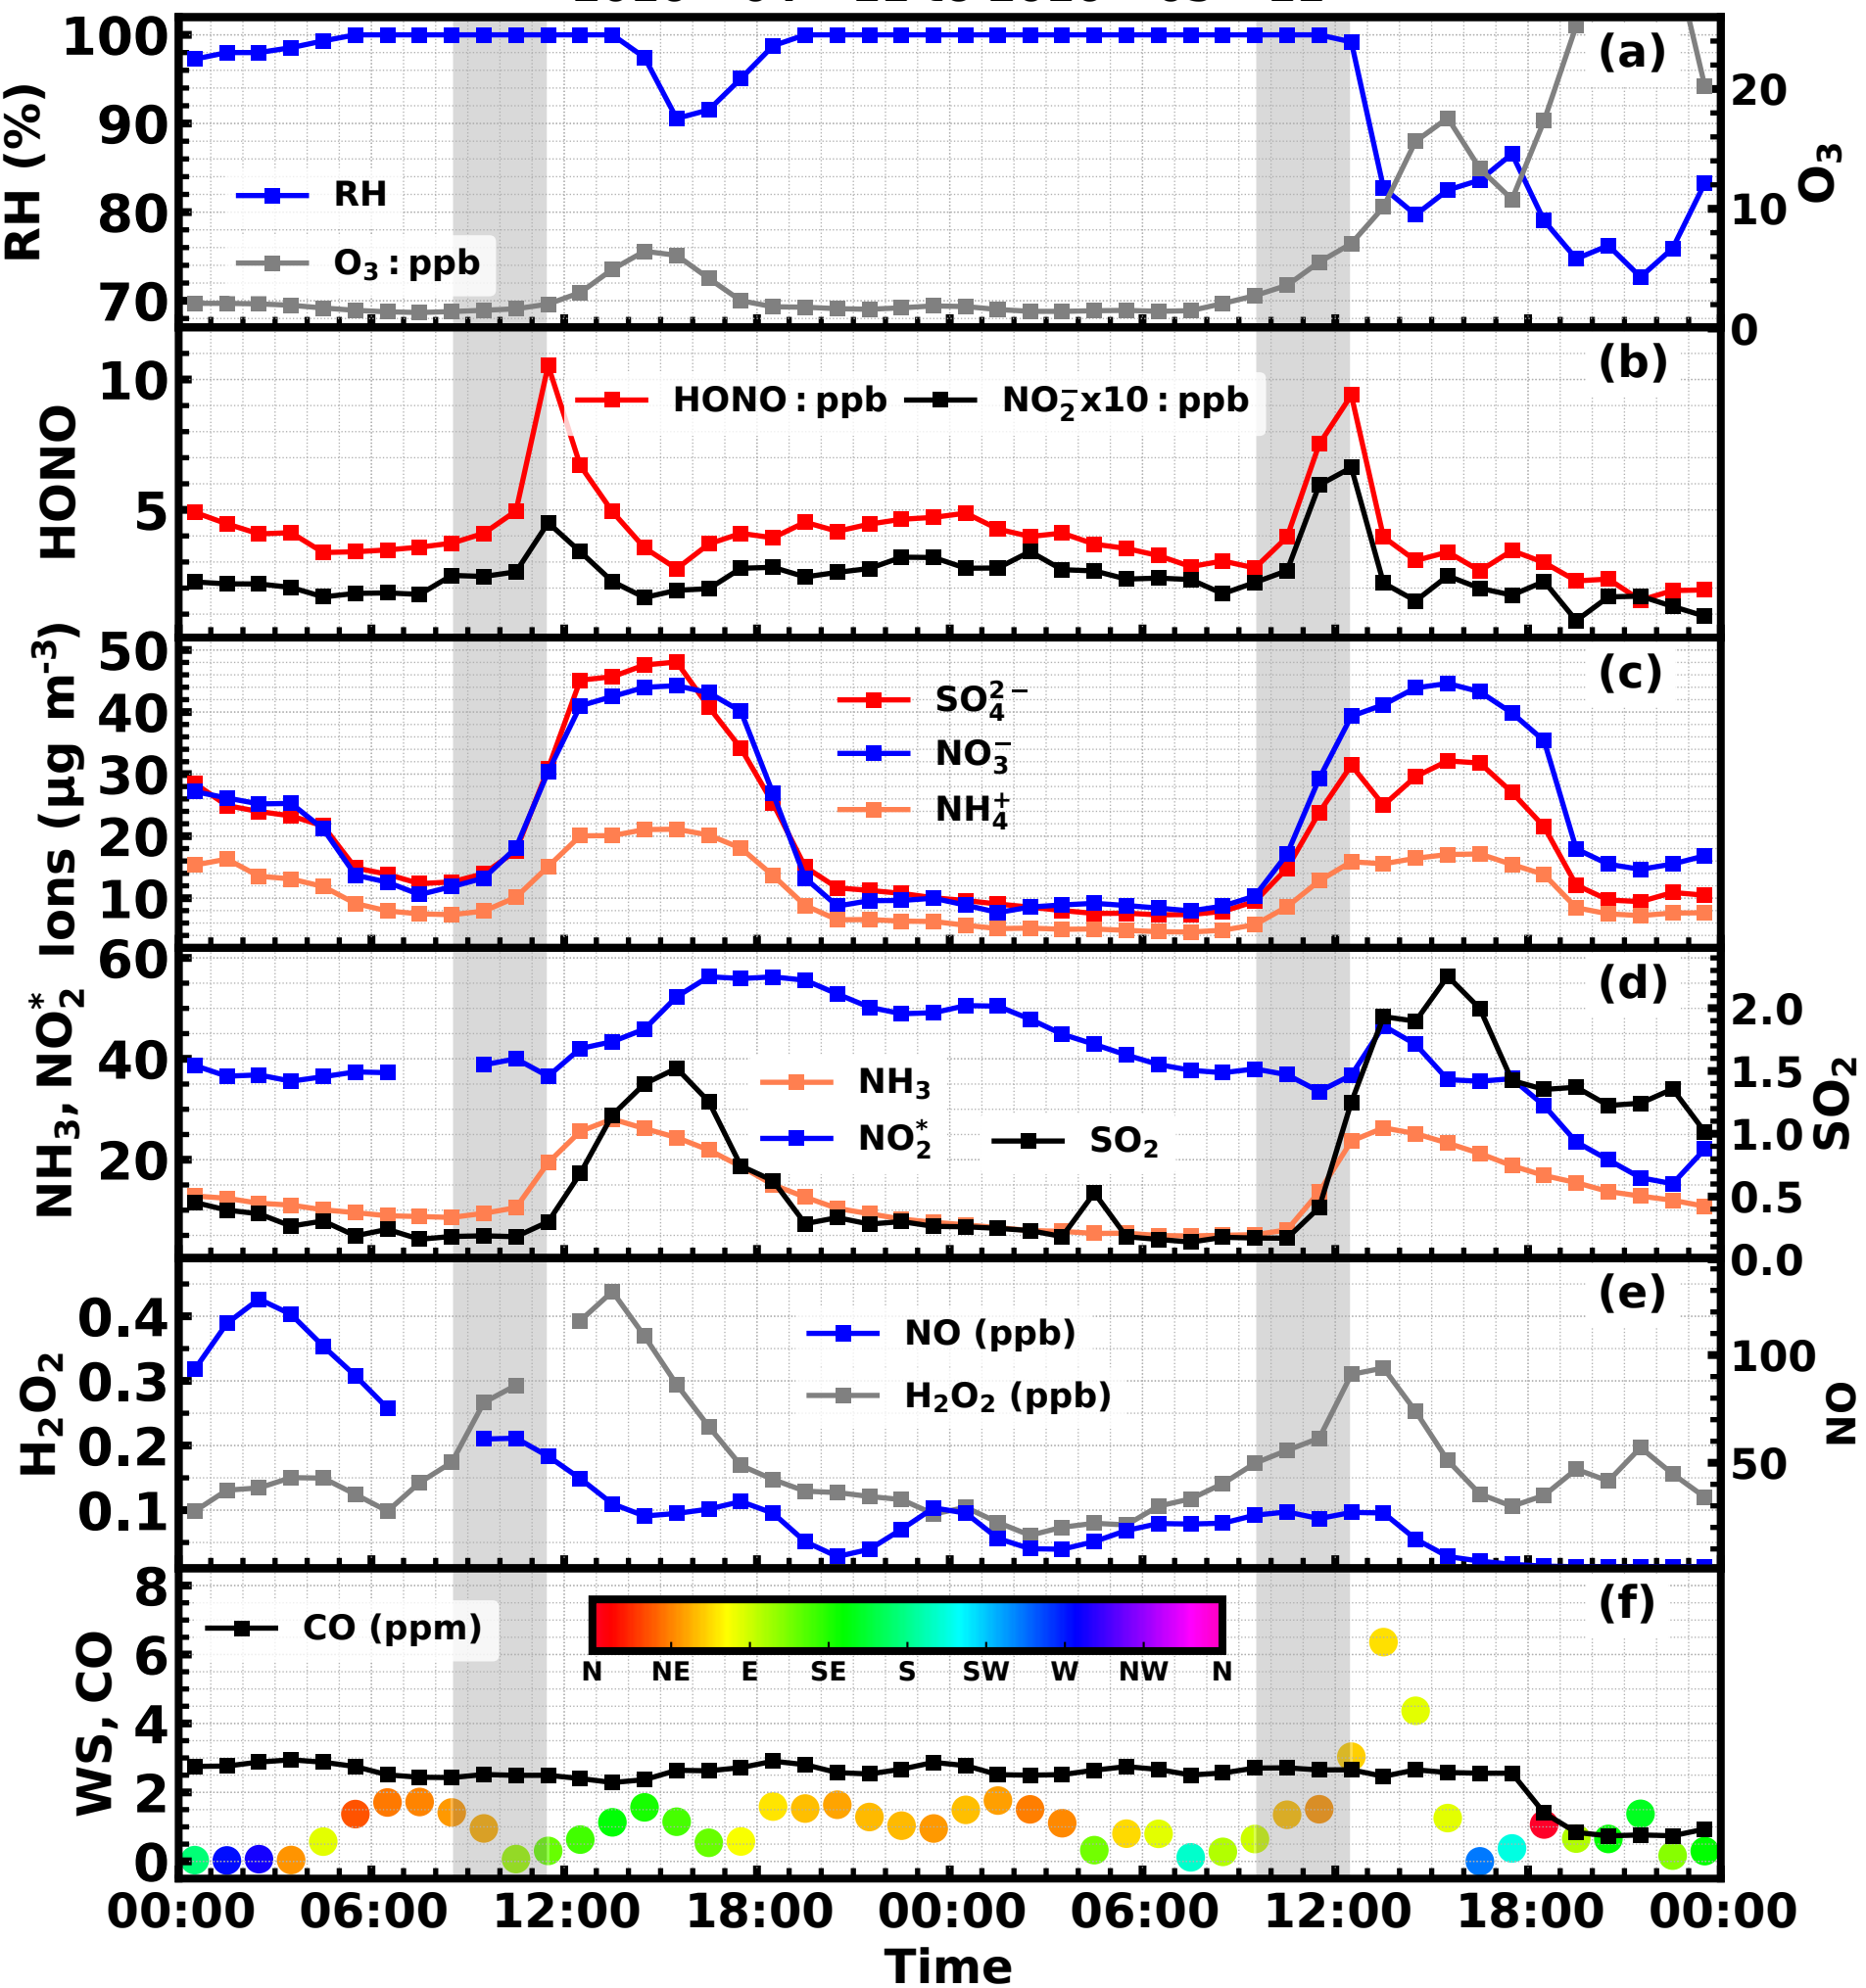 100
90
80
70
RH (%)
RH
O₃ : ppb
(a)
20
10
0
O₃
10
5
HONO
HONO : ppb
NO₂⁻x10 : ppb
(b)
50
40
30
20
10
Ions (μg m⁻³)
SO₄²⁻
NO₃⁻
NH₄⁺
(c)
60
40
20
NH₃, NO₂*
NH₃
NO₂*
SO₂
(d)
2.0
1.5
1.0
0.5
0.0
SO₂
0.4
0.3
0.2
0.1
H₂O₂
NO (ppb)
H₂O₂ (ppb)
(e)
100
50
NO
8
6
4
2
0
WS, CO
CO (ppm)
N NE E SE S SW W NW N
(f)
00:00 06:00 12:00 18:00 00:00 06:00 12:00 18:00 00:00
Time